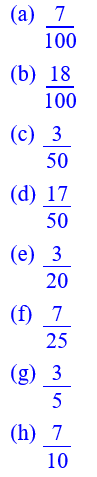 (a) 7/100
(b) 18/100
(c) 3/50
(d) 17/50
(e) 3/20
(f) 7/25
(g) 3/5
(h) 7/10